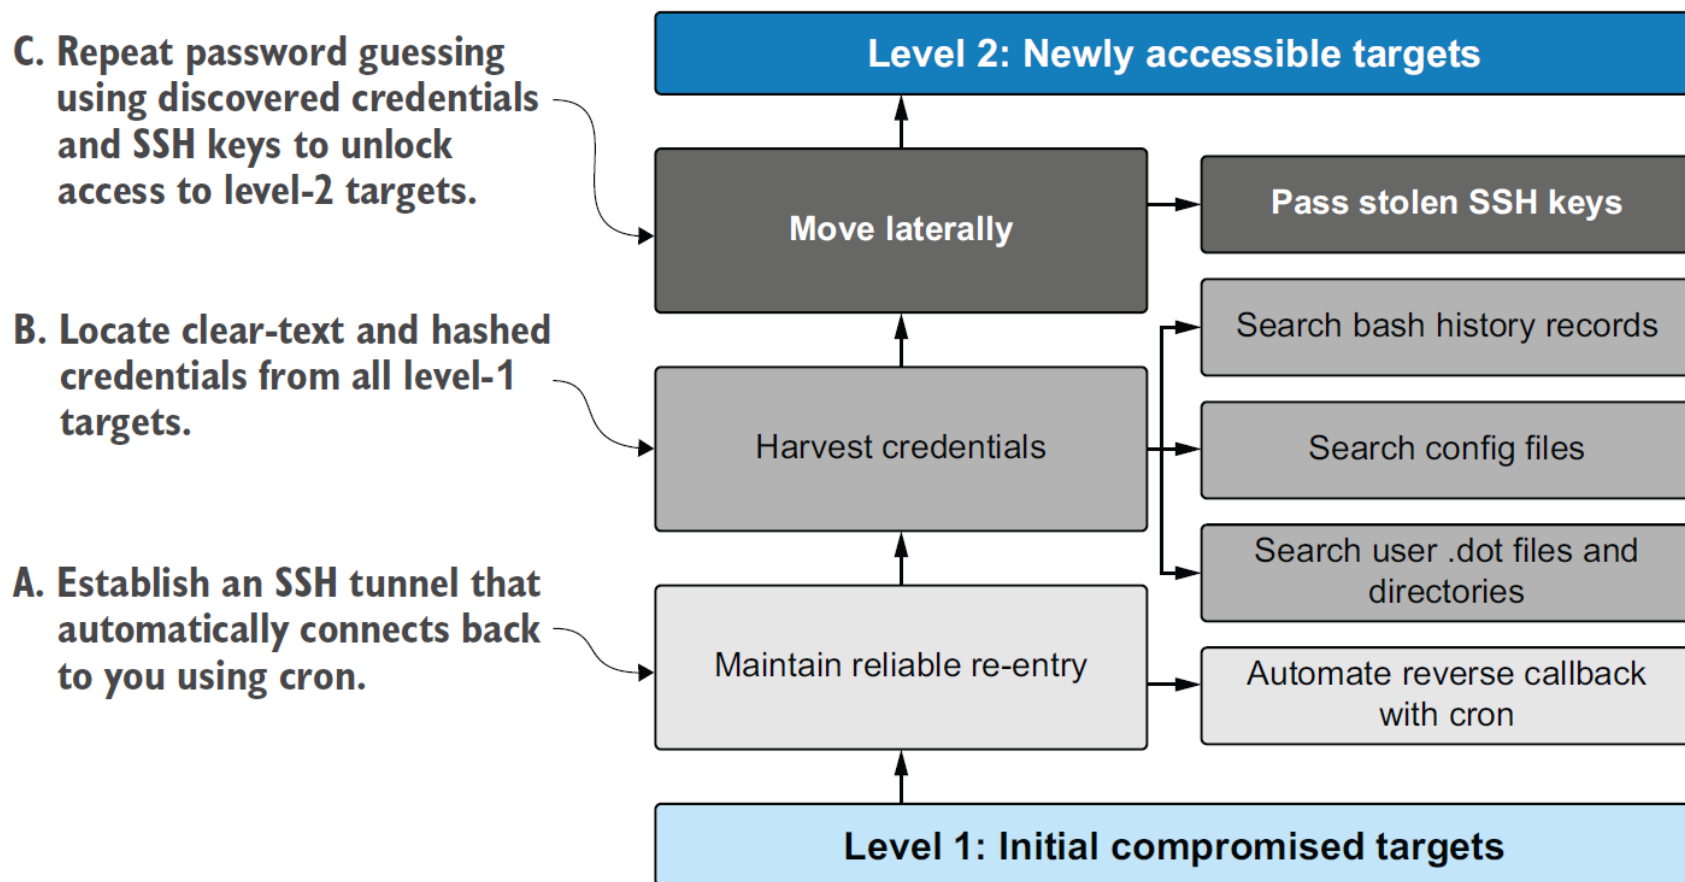 C. Repeat password guessing
using discovered credentials
and SSH keys to unlock
access to level-2 targets.
B. Locate clear-text and hashed
credentials from all level-1
targets.
A. Establish an SSH tunnel that
automatically connects back
to you using cron.
Level 2: Newly accessible targets
Move laterally
Pass stolen SSH keys
Harvest credentials
Search bash history records
Search config files
Search user .dot files and
directories
Maintain reliable re-entry
Automate reverse callback
with cron
Level 1: Initial compromised targets